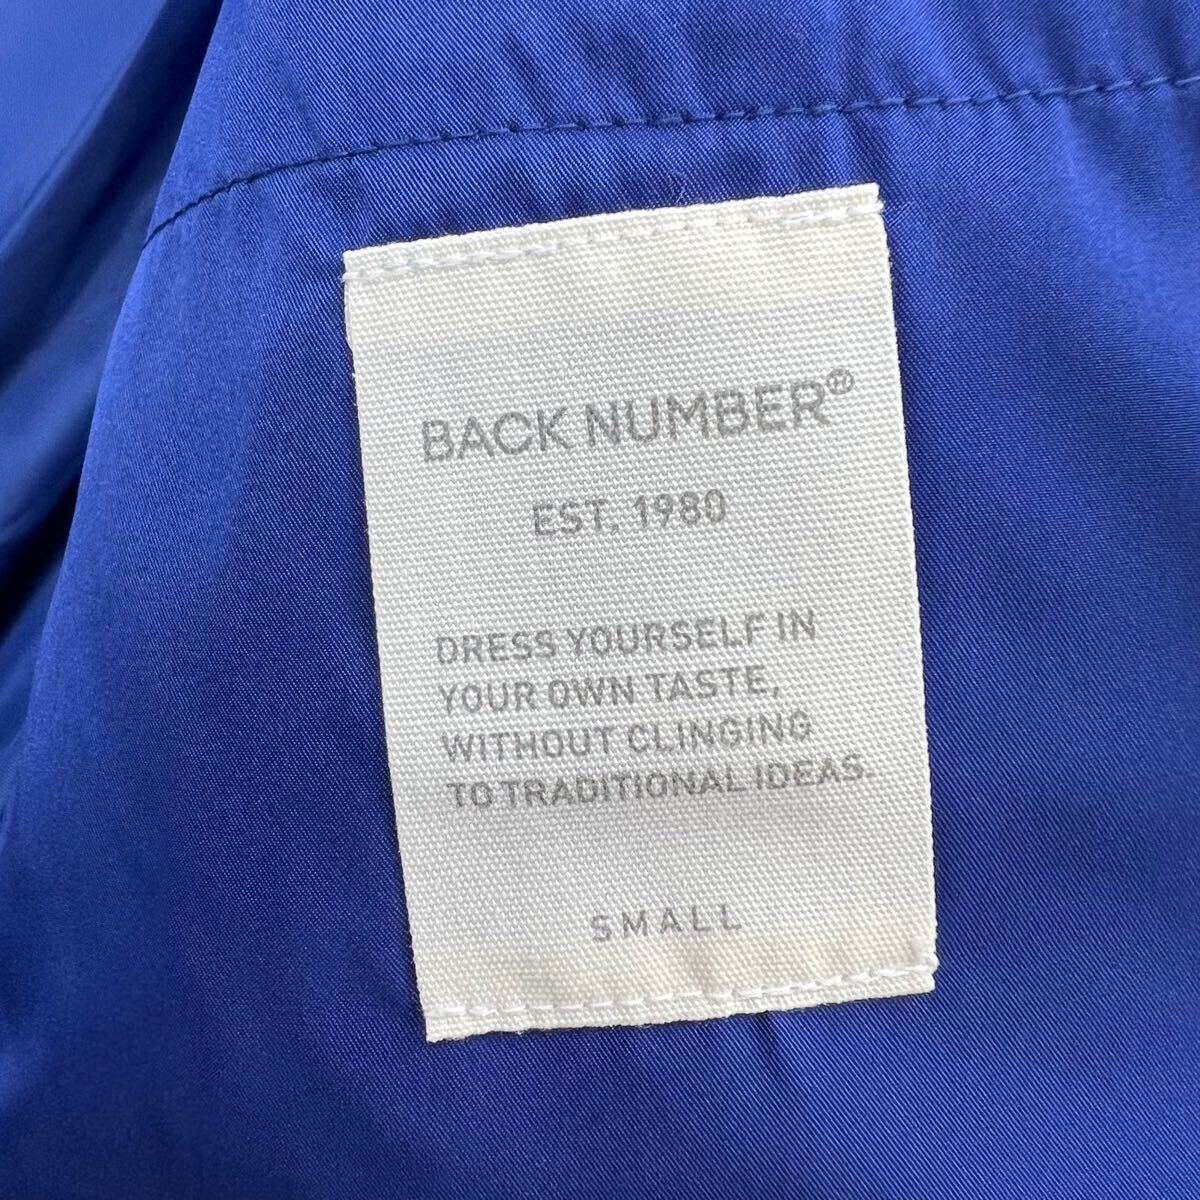 BACK NUMBER®
EST. 1980
DRESS YOURSELF IN
YOUR OWN TASTE,
WITHOUT CLINGING
TO TRADITIONAL IDEAS.
SMALL